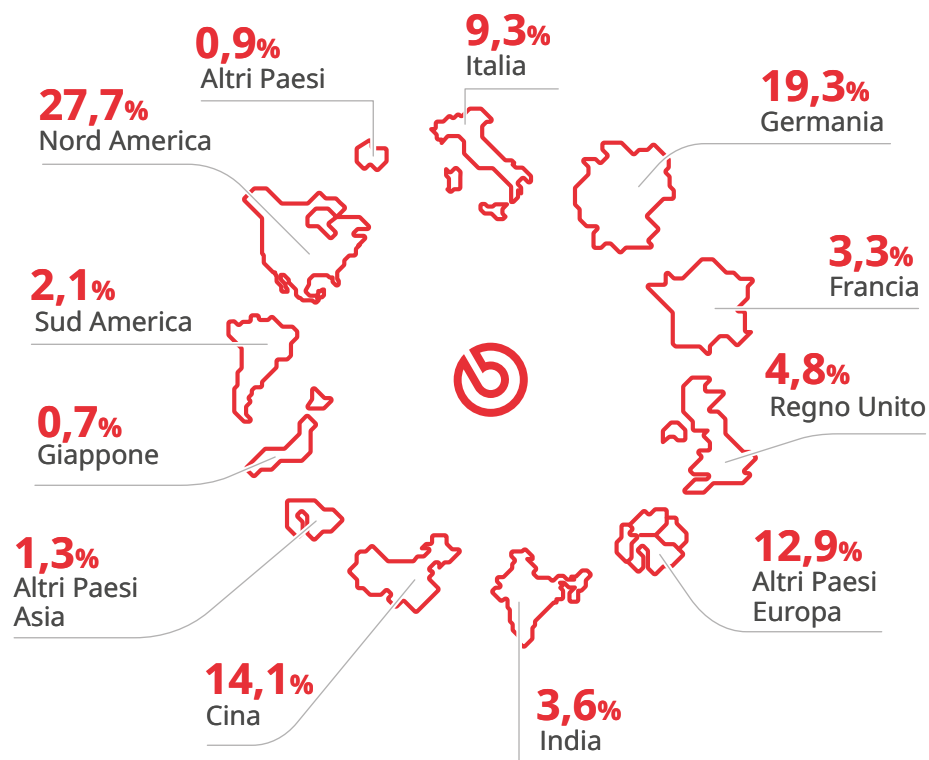 0,9%
Altri Paesi
9,3%
Italia
19,3%
Germania
27,7%
Nord America
3,3%
Francia
2,1%
Sud America
4,8%
Regno Unito
0,7%
Giappone
12,9%
Altri Paesi
Europa
1,3%
Altri Paesi
Asia
14,1%
Cina
3,6%
India